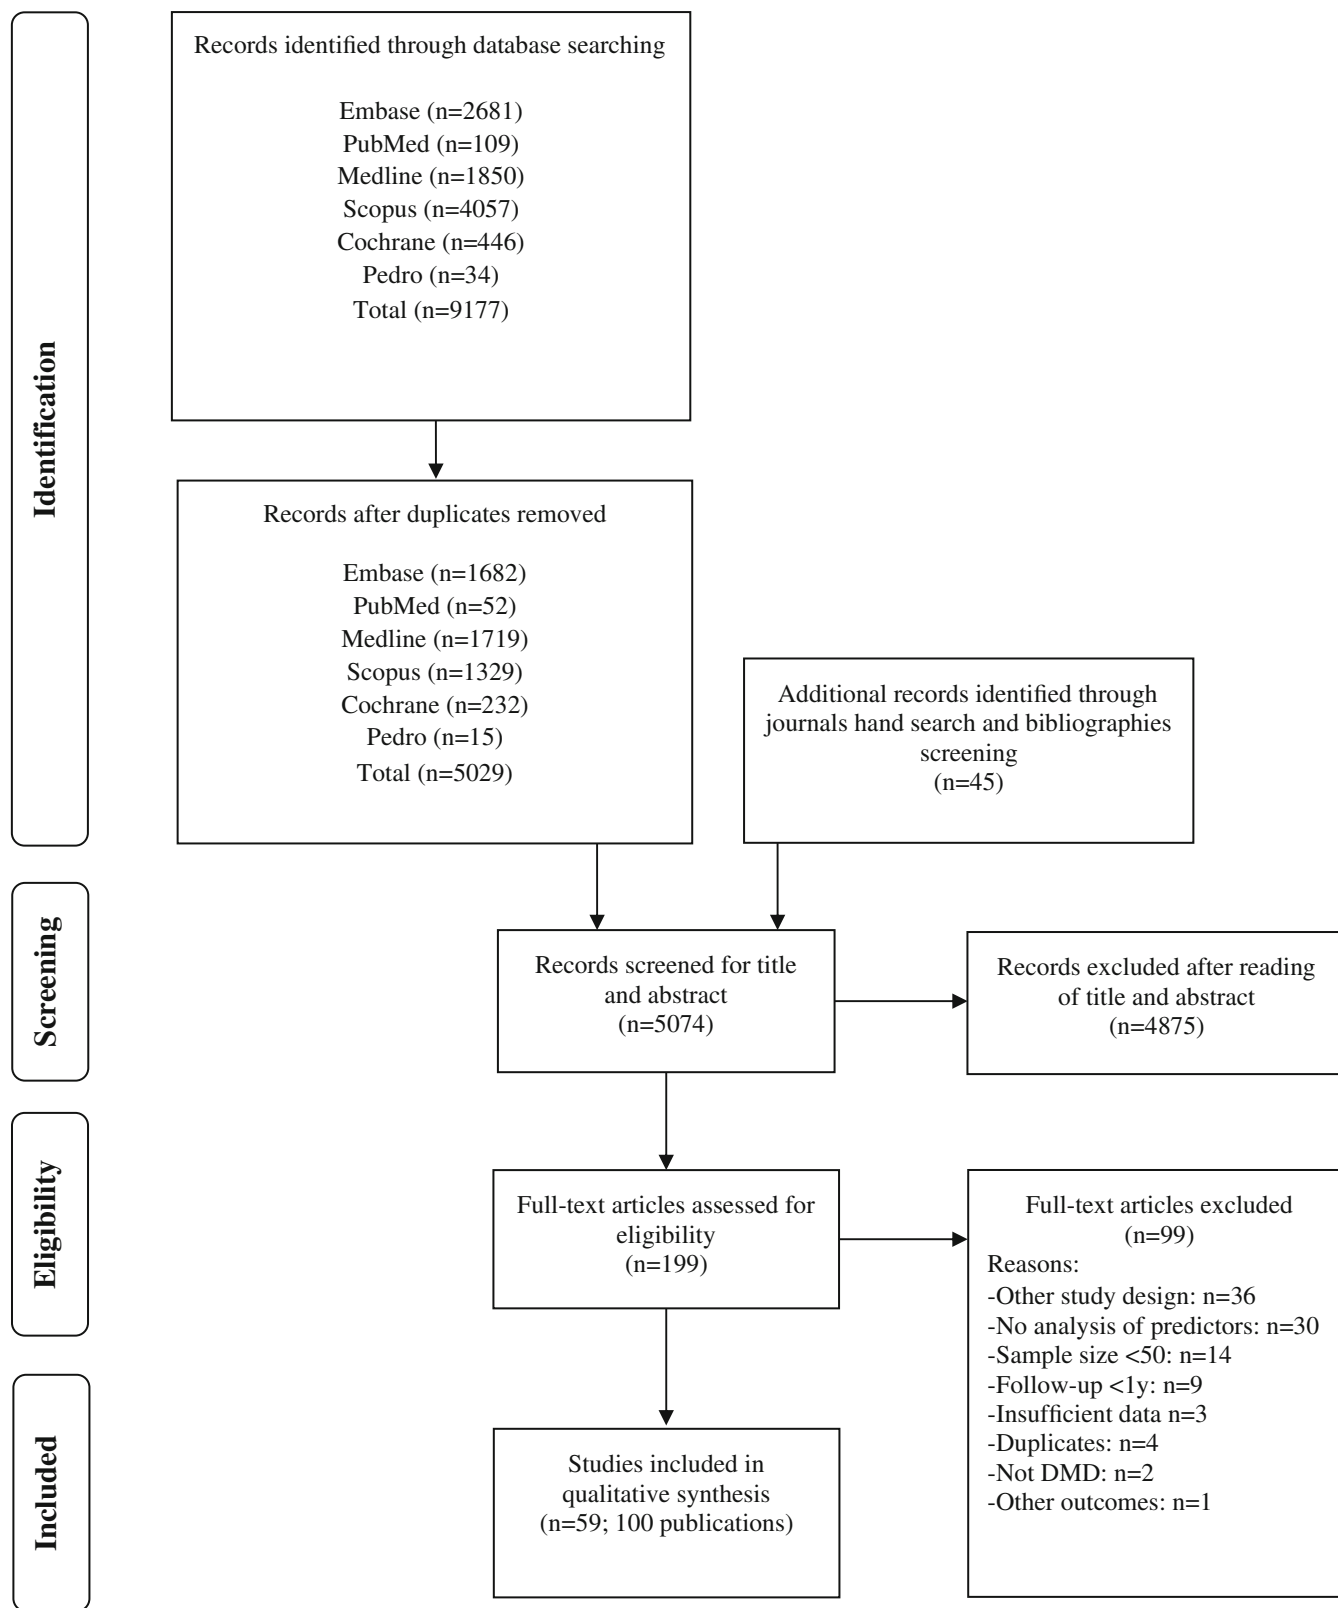 Identification
Records identified through database searching
Embase (n=2681)
PubMed (n=109)
Medline (n=1850)
Scopus (n=4057)
Cochrane (n=446)
Pedro (n=34)
Total (n=9177)
Records after duplicates removed
Embase (n=1682)
PubMed (n=52)
Medline (n=1719)
Scopus (n=1329)
Cochrane (n=232)
Pedro (n=15)
Total (n=5029)
Additional records identified through
journals hand search and bibliographies
screening
(n=45)
Screening
Records screened for title
and abstract
(n=5074)
Records excluded after reading
of title and abstract
(n=4875)
Eligibility
Full-text articles assessed for
eligibility
(n=199)
Full-text articles excluded
(n=99)
Reasons:
-Other study design: n=36
-No analysis of predictors: n=30
-Sample size <50: n=14
-Follow-up <1y: n=9
-Insufficient data n=3
-Duplicates: n=4
-Not DMD: n=2
-Other outcomes: n=1
Included
Studies included in
qualitative synthesis
(n=59; 100 publications)